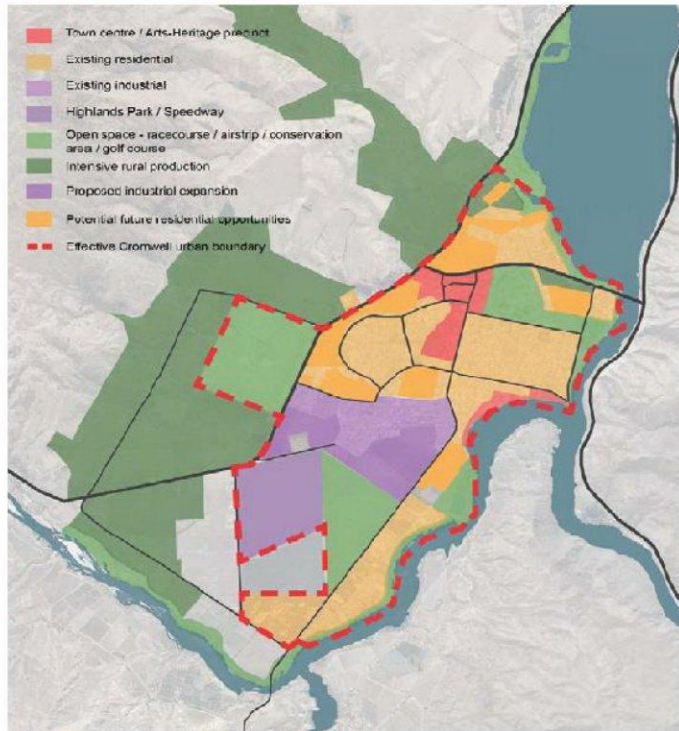 Town centre / Arts-Heritage precinct
Existing residential
Existing industrial
Highlands Park / Speedway
Open space - racecourse / airstrip / conservation
area / golf course
Intensive rural production
Proposed industrial expansion
Potential future residential opportunities
Effective Cromwell urban boundary